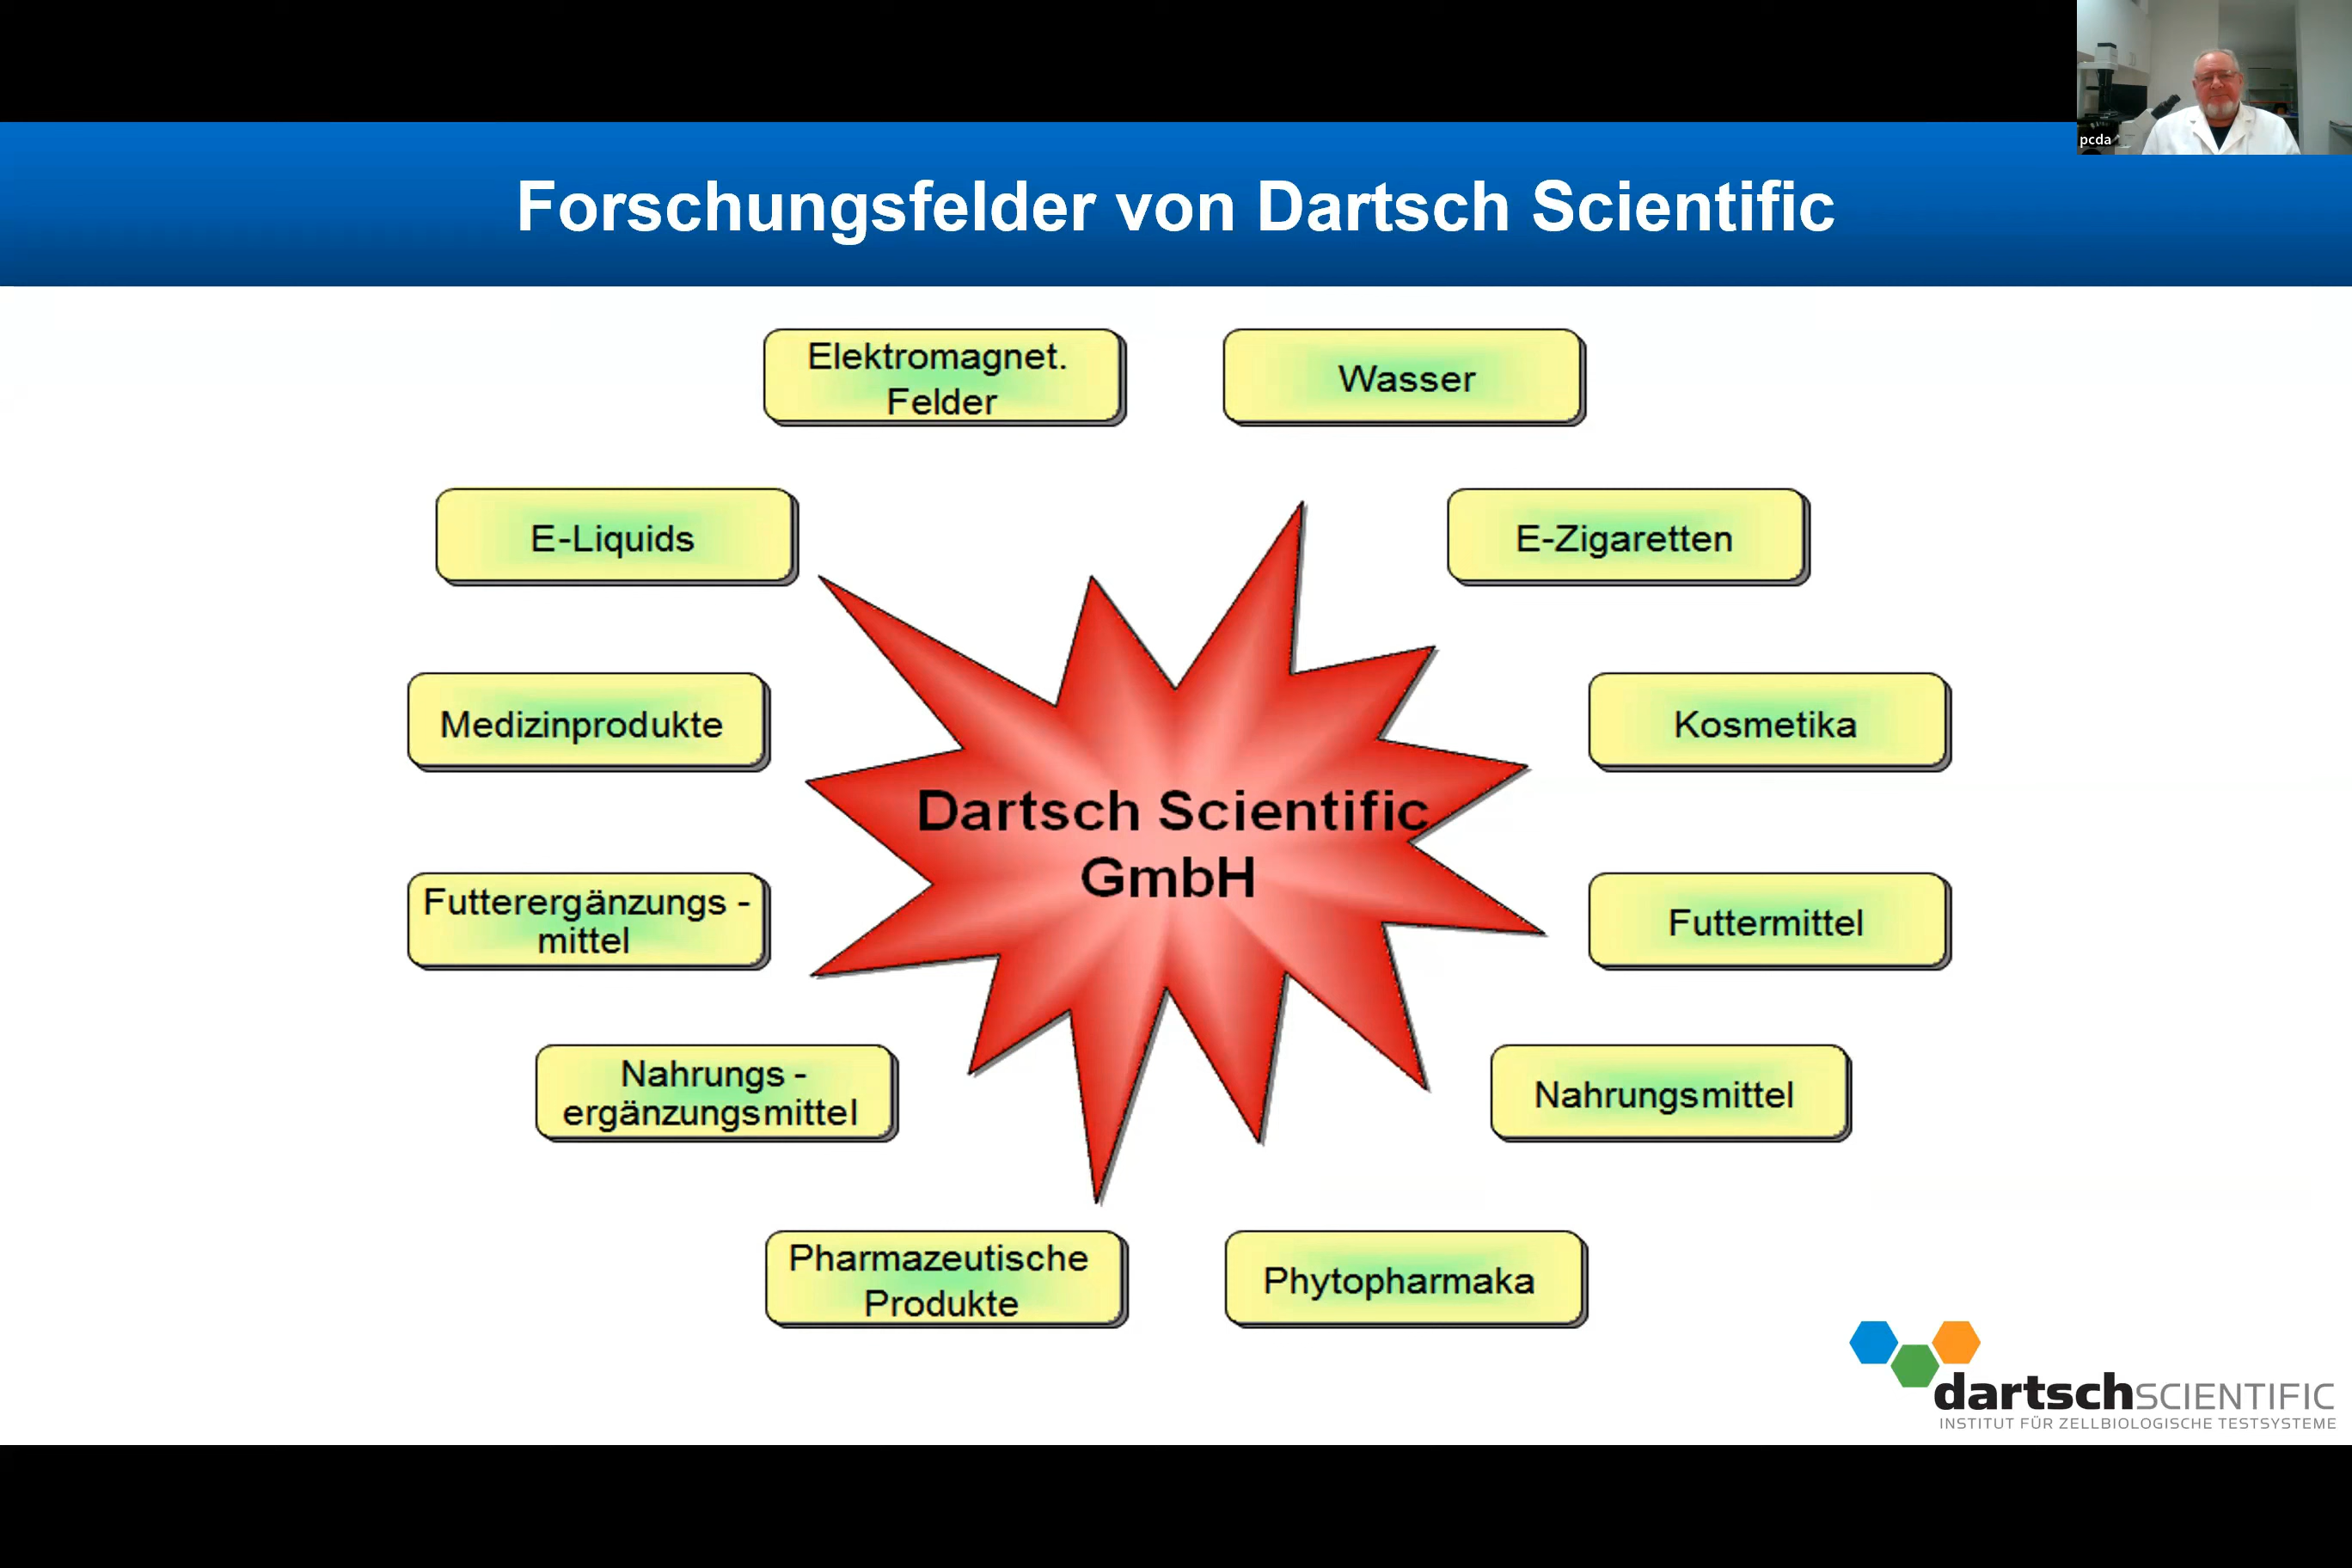 pcda
Forschungsfelder von Dartsch Scientific
Elektromagnet.
Felder
Wasser
E-Liquids
E-Zigaretten
Medizinprodukte
Kosmetika
Dartsch Scientific
GmbH
Futterergänzungs -
mittel
Futtermittel
Nahrungs -
ergänzungsmittel
Nahrungsmittel
Pharmazeutische
Produkte
Phytopharmaka
dartschSCIENTIFIC
INSTITUT FÜR ZELLBIOLOGISCHE TESTSYSTEME